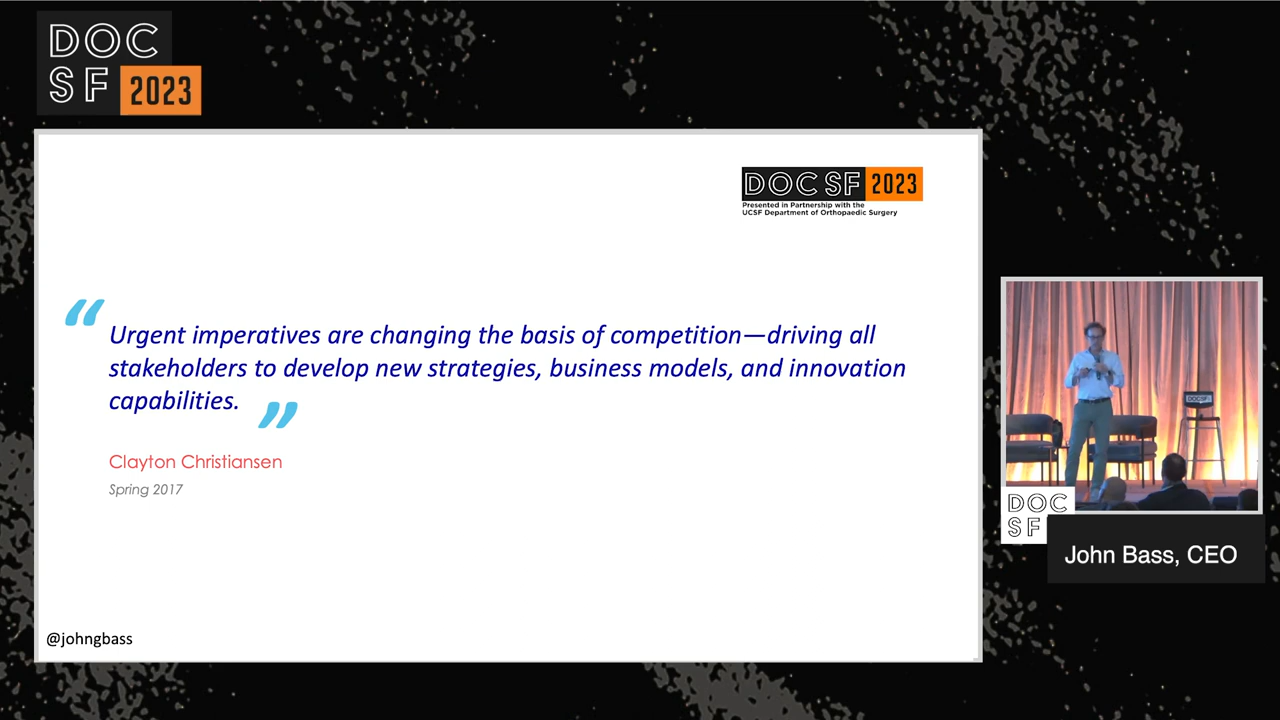 DOC
SF 2023
DOC SF 2023
Presented in Partnership with the
UCSF Department of Orthopaedic Surgery
“ Urgent imperatives are changing the basis of competition—driving all
stakeholders to develop new strategies, business models, and innovation
capabilities. ”
Clayton Christiansen
Spring 2017
@johngbass
DOCSF
DOC
SF
John Bass, CEO